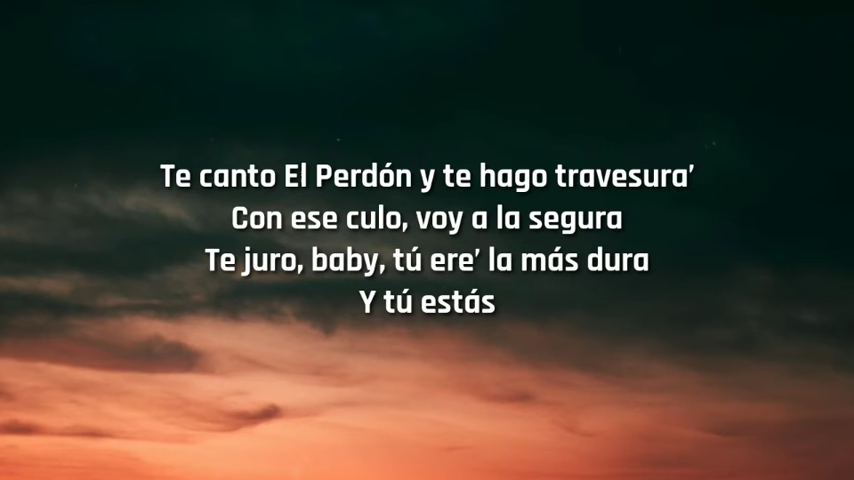 Te canto El Perdón y te hago travesura’
Con ese culo, voy a la segura
Te juro, baby, tú ere’ la más dura
Y tú estás